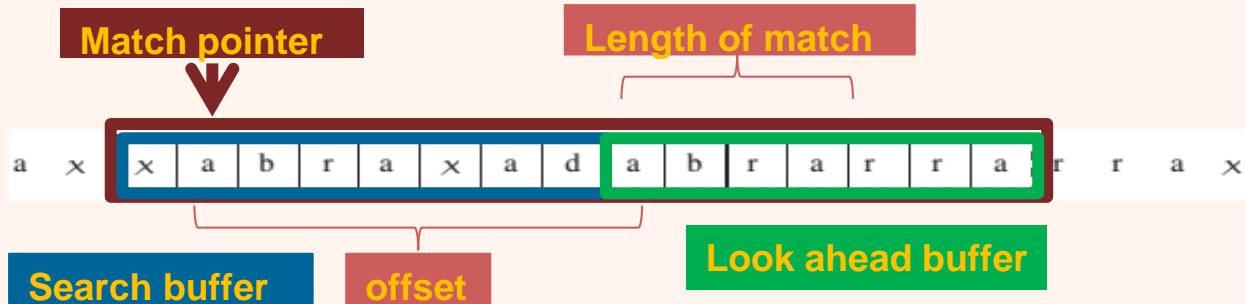 Match pointer Length of match
a x x a b r a x a d a b r a r r a r r a x
Search buffer offset Look ahead buffer